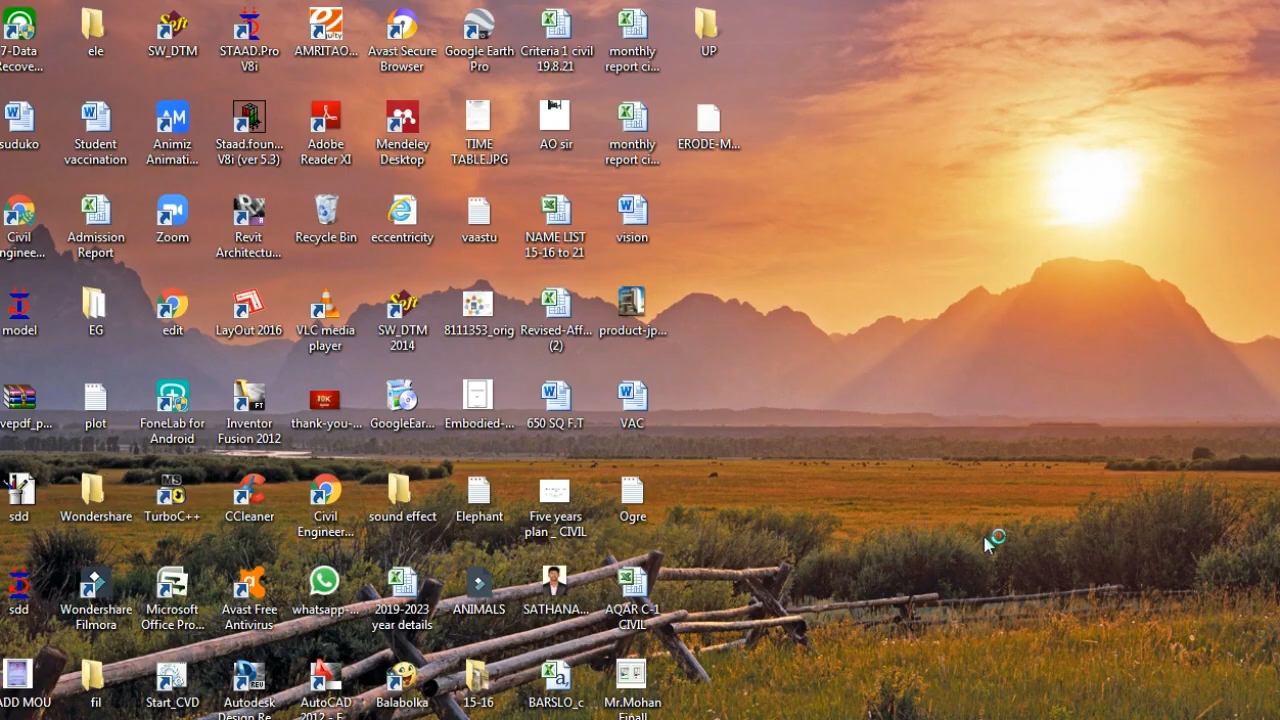 7-Data
Recove...
ele
SW_DTM
STAAD.Pro
V8i
AMRITAO...
Avast Secure
Browser
Google Earth
Pro
Criteria 1 civil
19.8.21
monthly
report ci...
UP
suduko
Student
vaccination
Animiz
Animati...
Staad.foun...
V8i (ver 5.3)
Adobe
Reader XI
Mendeley
Desktop
TIME
TABLE.JPG
AO sir
monthly
report ci...
ERODE-M...
Civil
nginee...
Admission
Report
Zoom
Revit
Architectu...
Recycle Bin
eccentricity
vaastu
NAME LIST
15-16 to 21
vision
model
EG
edit
LayOut 2016
VLC media
player
SW_DTM
2014
8111353_orig
Revised-Aff...
(2)
product-jp...
vepdf_p...
plot
FoneLab for
Android
Inventor
Fusion 2012
thank-you-...
GoogleEar...
Embodied-...
650 SQ F.T
VAC
sdd
Wondershare
TurboC++
CCleaner
Civil
Engineer...
sound effect
Elephant
Five years
plan _ CIVIL
Ogre
sdd
Wondershare
Filmora
Microsoft
Office Pro...
Avast Free
Antivirus
whatsapp-...
2019-2023
year details
ANIMALS
SATHANA...
AQAR C-1
CIVIL
ADD MOU
fil
Start_CVD
Autodesk
Design Re...
AutoCAD
2012 - E...
Balabolka
15-16
BARSLO_c
Mr.Mohan
Finall